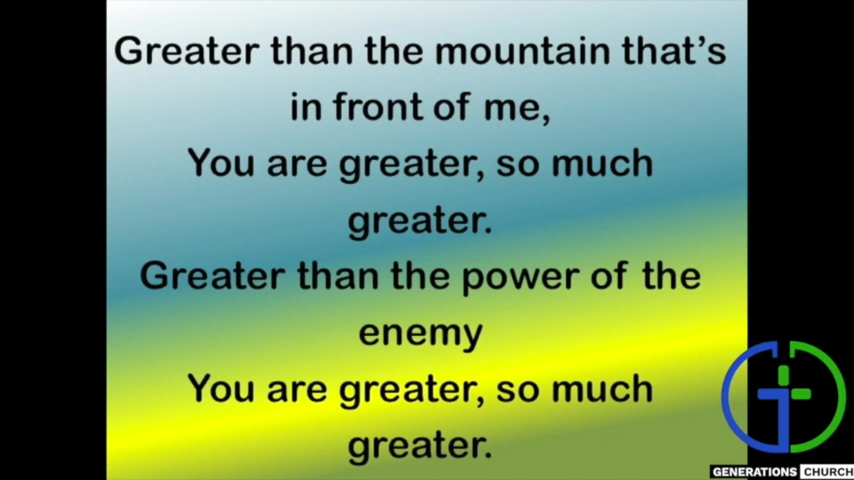 Greater than the mountain that's
in front of me,
You are greater, so much
greater.
Greater than the power of the
enemy
You are greater, so much
greater.
GENERATIONS CHURCH